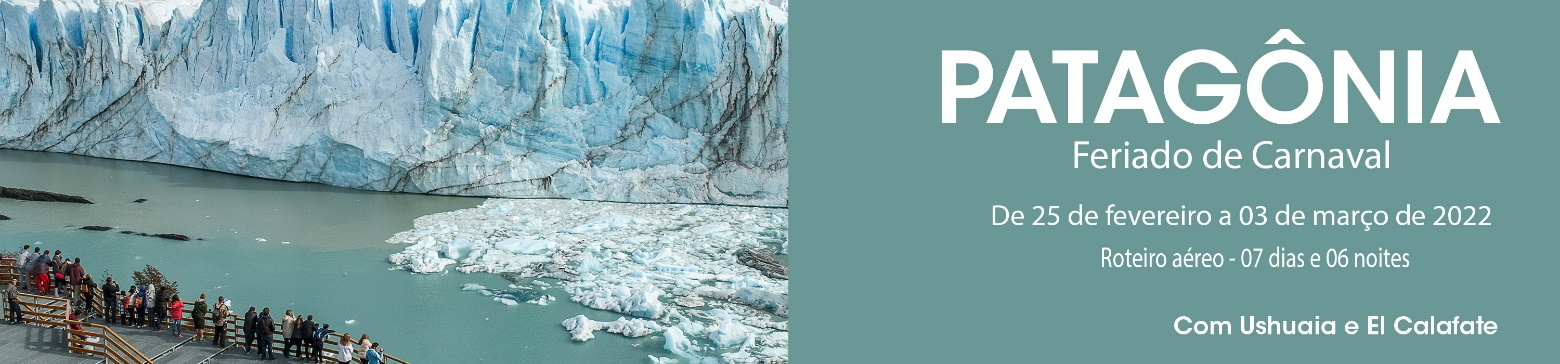 PATAGÔNIA
Feriado de Carnaval
De 25 de fevereiro a 03 de março de 2022
Roteiro aéreo - 07 dias e 06 noites
Com Ushuaia e El Calafate